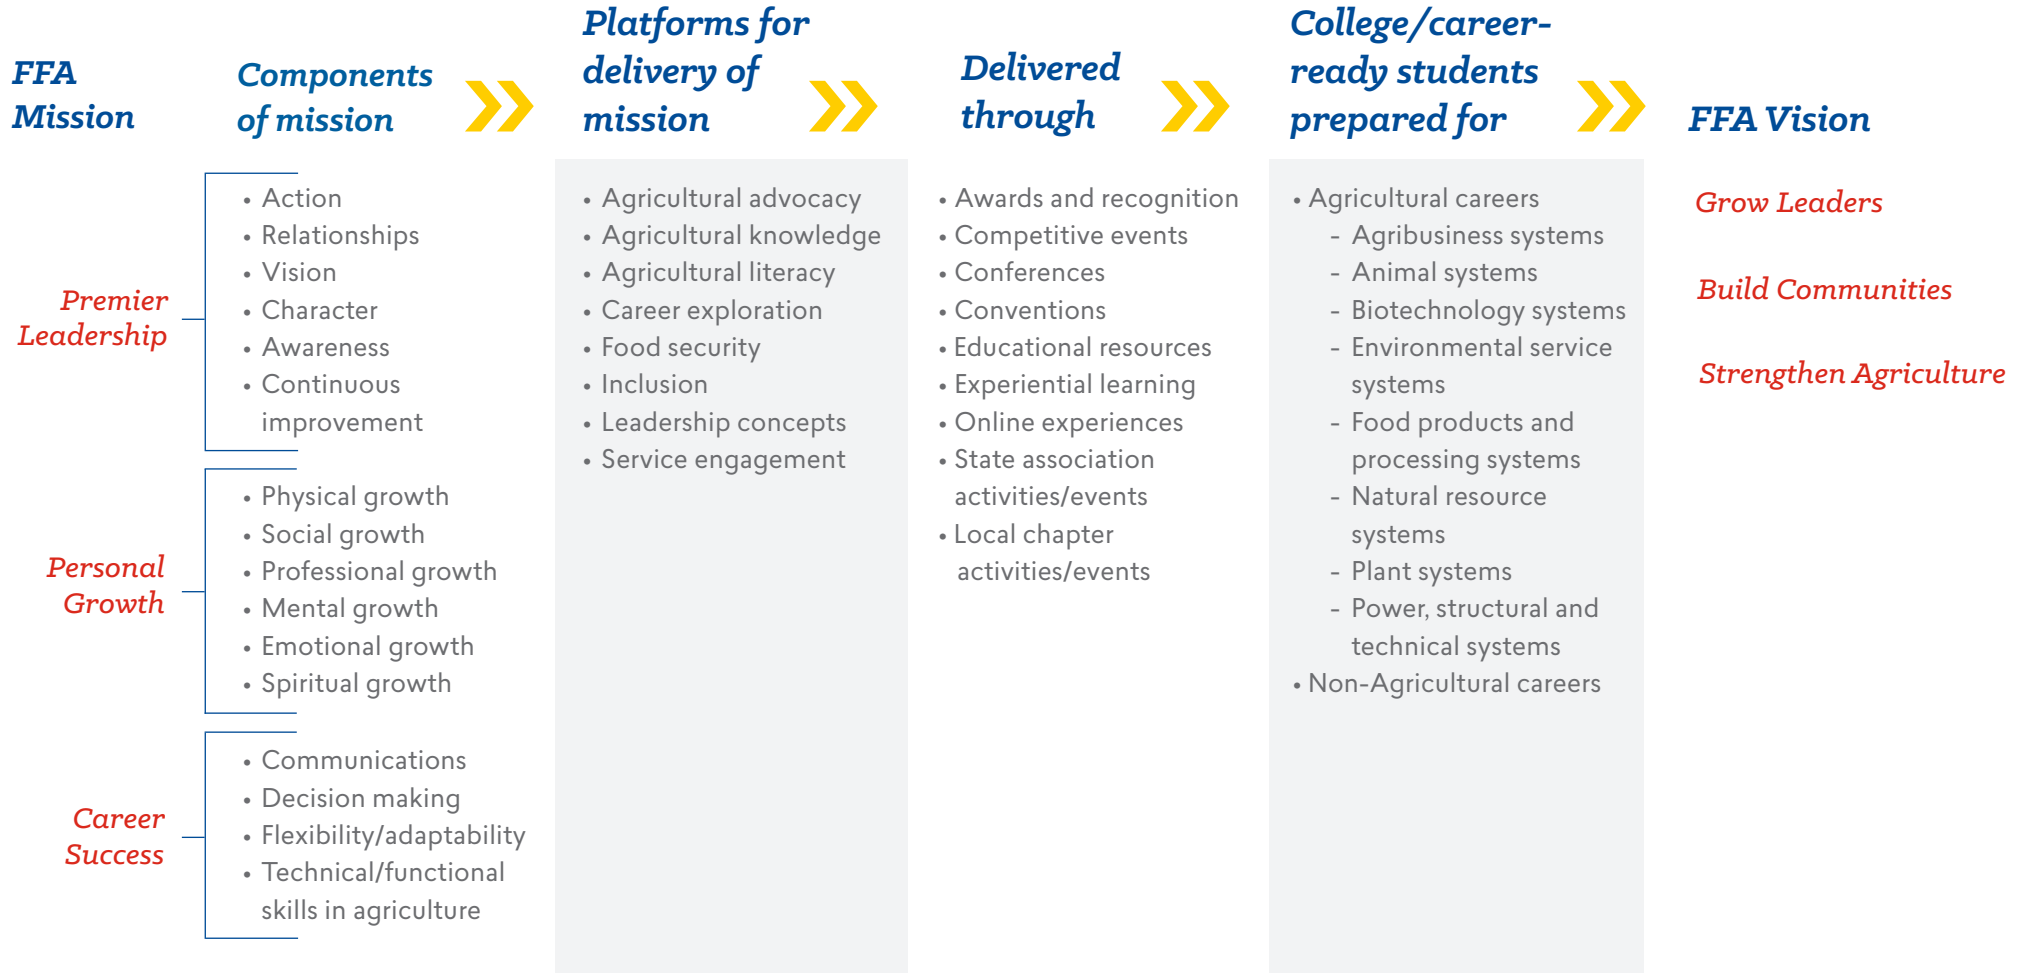 FFA
Mission
Components
of mission
Platforms for
delivery of
mission
Delivered
through
College/career-
ready students
prepared for
FFA Vision
Premier
Leadership
• Action
• Relationships
• Vision
• Character
• Awareness
• Continuous
improvement
Personal
Growth
• Physical growth
• Social growth
• Professional growth
• Mental growth
• Emotional growth
• Spiritual growth
Career
Success
• Communications
• Decision making
• Flexibility/adaptability
• Technical/functional
skills in agriculture
• Agricultural advocacy
• Agricultural knowledge
• Agricultural literacy
• Career exploration
• Food security
• Inclusion
• Leadership concepts
• Service engagement
• Awards and recognition
• Competitive events
• Conferences
• Conventions
• Educational resources
• Experiential learning
• Online experiences
• State association
activities/events
• Local chapter
activities/events
• Agricultural careers
- Agribusiness systems
- Animal systems
- Biotechnology systems
- Environmental service
systems
- Food products and
processing systems
- Natural resource
systems
- Plant systems
- Power, structural and
technical systems
• Non-Agricultural careers
Grow Leaders
Build Communities
Strengthen Agriculture